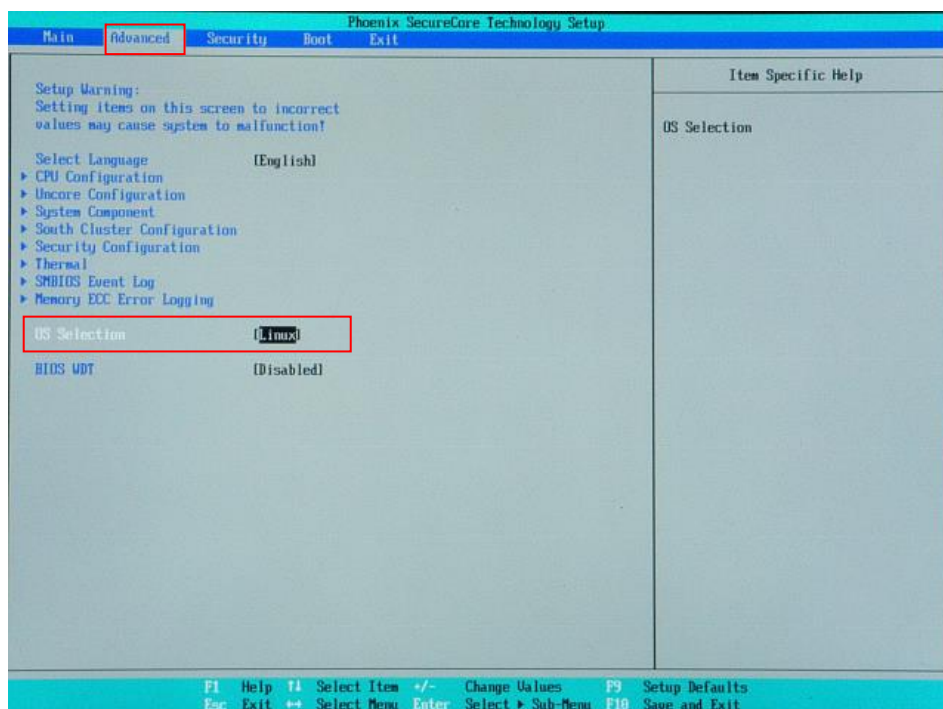 Phoenix SecureCore Technology Setup
Main Advanced Security Boot Exit
Item Specific Help
Setup Warning:
Setting items on this screen to incorrect
values may cause system to malfunction!
OS Selection
Select Language [English]
▶ CPU Configuration
▶ Uncore Configuration
▶ System Component
▶ South Cluster Configuration
▶ Security Configuration
▶ Thermal
▶ SMBIOS Event Log
▶ Memory ECC Error Logging
OS Selection [Linux]
BIOS WDT [Disabled]
F1 Help ↑↓ Select Item +/- Change Values F9 Setup Defaults
Esc Exit ↔ Select Menu Enter Select ▶ Sub-Menu F10 Save and Exit